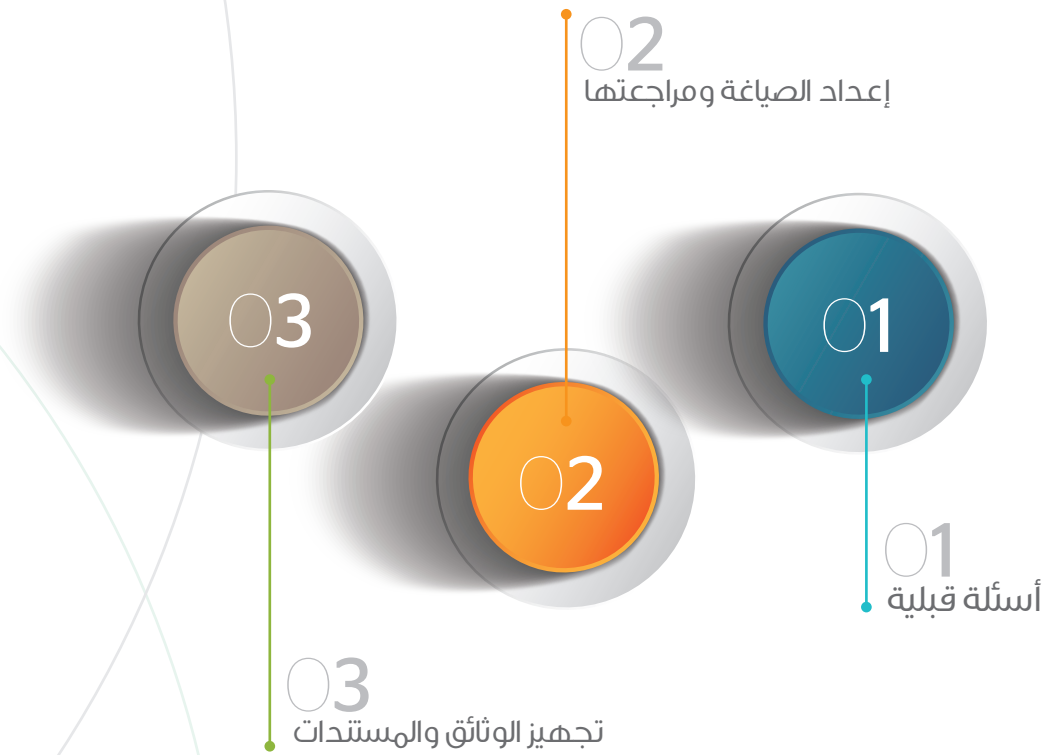 02
إعداد الصياغة ومراجعتها
01
03
02
01
أسئلة قبلية
03
تجهيز الوثائق والمستندات